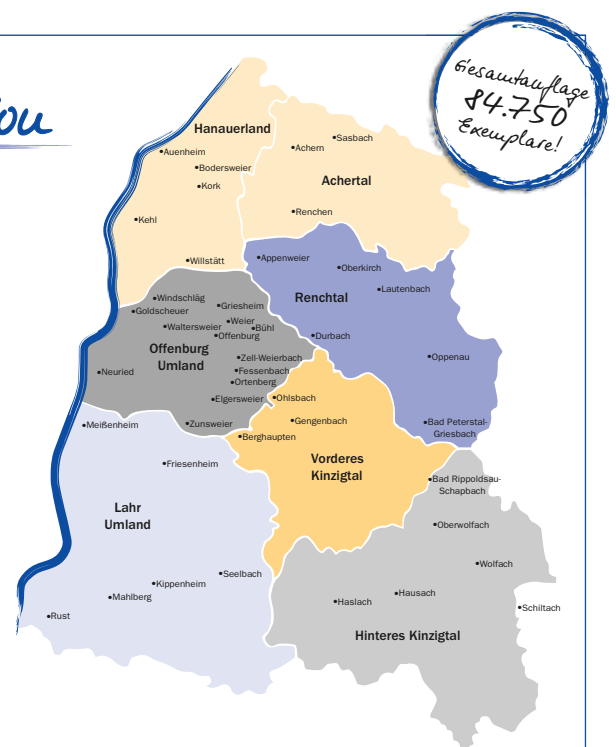 Gesamtauflage
84.750
Exemplare!
Hanauerland
•Auenheim
•Bodersweier
•Kork
•Kehl
•Willstätt
•Sasbach
•Achern
Achertal
•Renchen
•Appenweier
•Oberkirch
•Lautenbach
Renchtal
•Durbach
•Oppenau
•Bad Peterstal-
Griesbach
•Windschläg
•Goldscheuer
•Griesheim
•Weier
•Waltersweier
•Bühl
•Offenburg
Offenburg
Umland
•Zell-Weierbach
•Fessenbach
•Neuried
•Ortenberg
•Elgersweier
•Zunsweier
•Ohlsbach
•Gengenbach
•Berghaupten
Vorderes
Kinzigtal
•Meißenheim
•Friesenheim
Lahr
Umland
•Seelbach
•Kippenheim
•Mahlberg
•Rust
•Bad Rippoldsau-
Schapbach
•Oberwolfach
•Wolfach
•Hausach
•Haslach
•Schiltach
Hinteres Kinzigtal